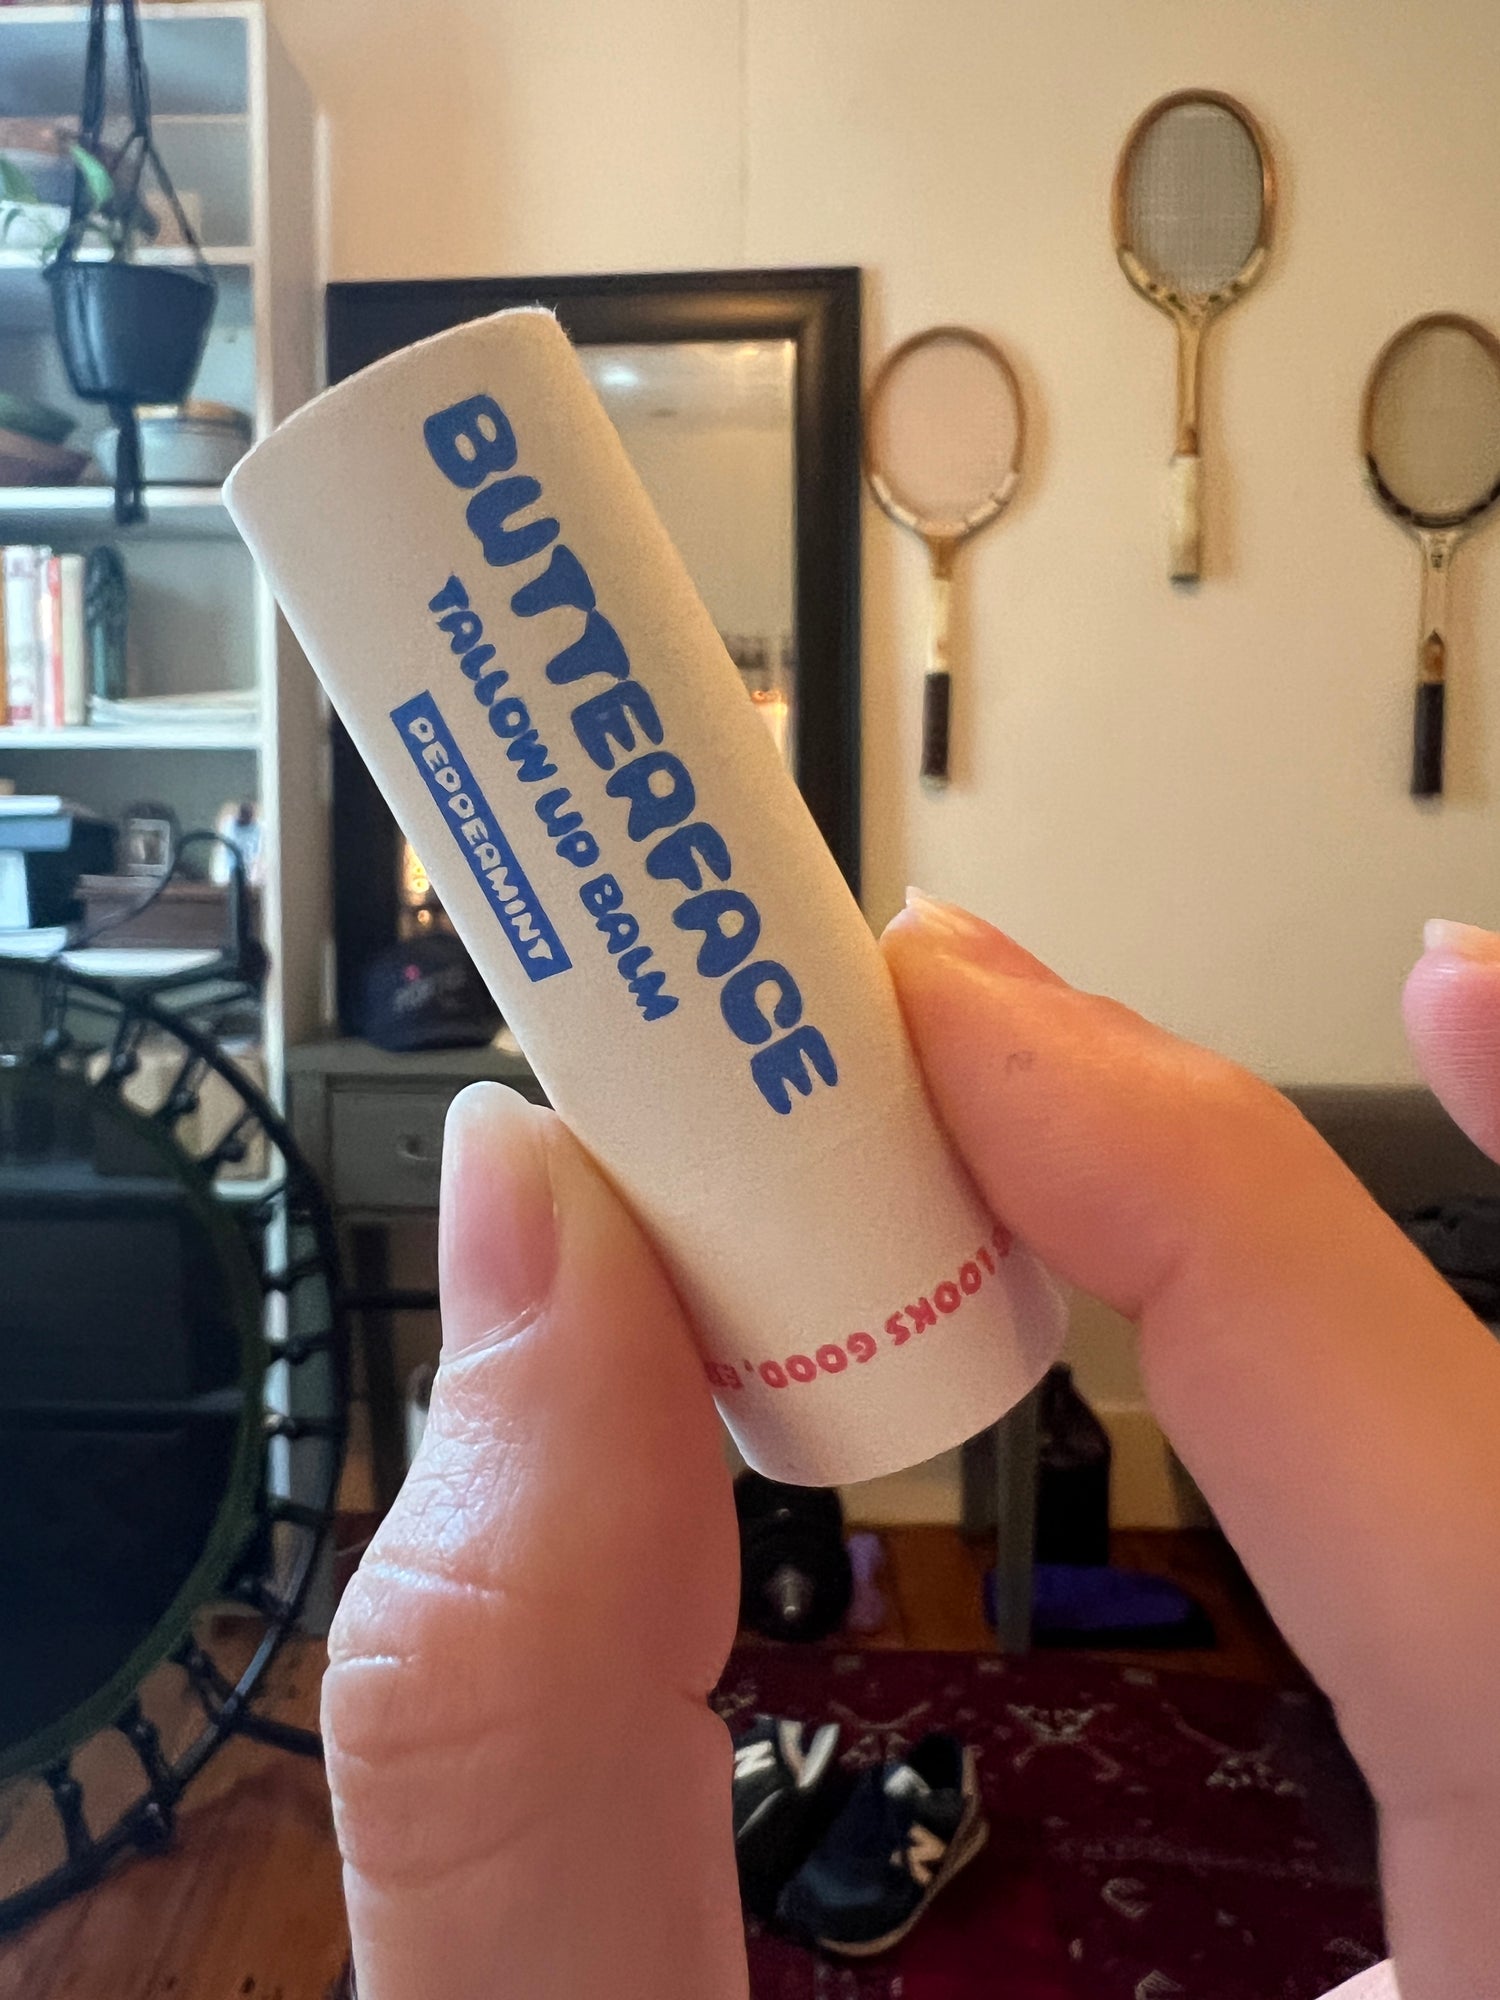 BUTTERFACE
TALLOW LIP BALM
PEPPERMINT
LOOKS GOOD,
N
N